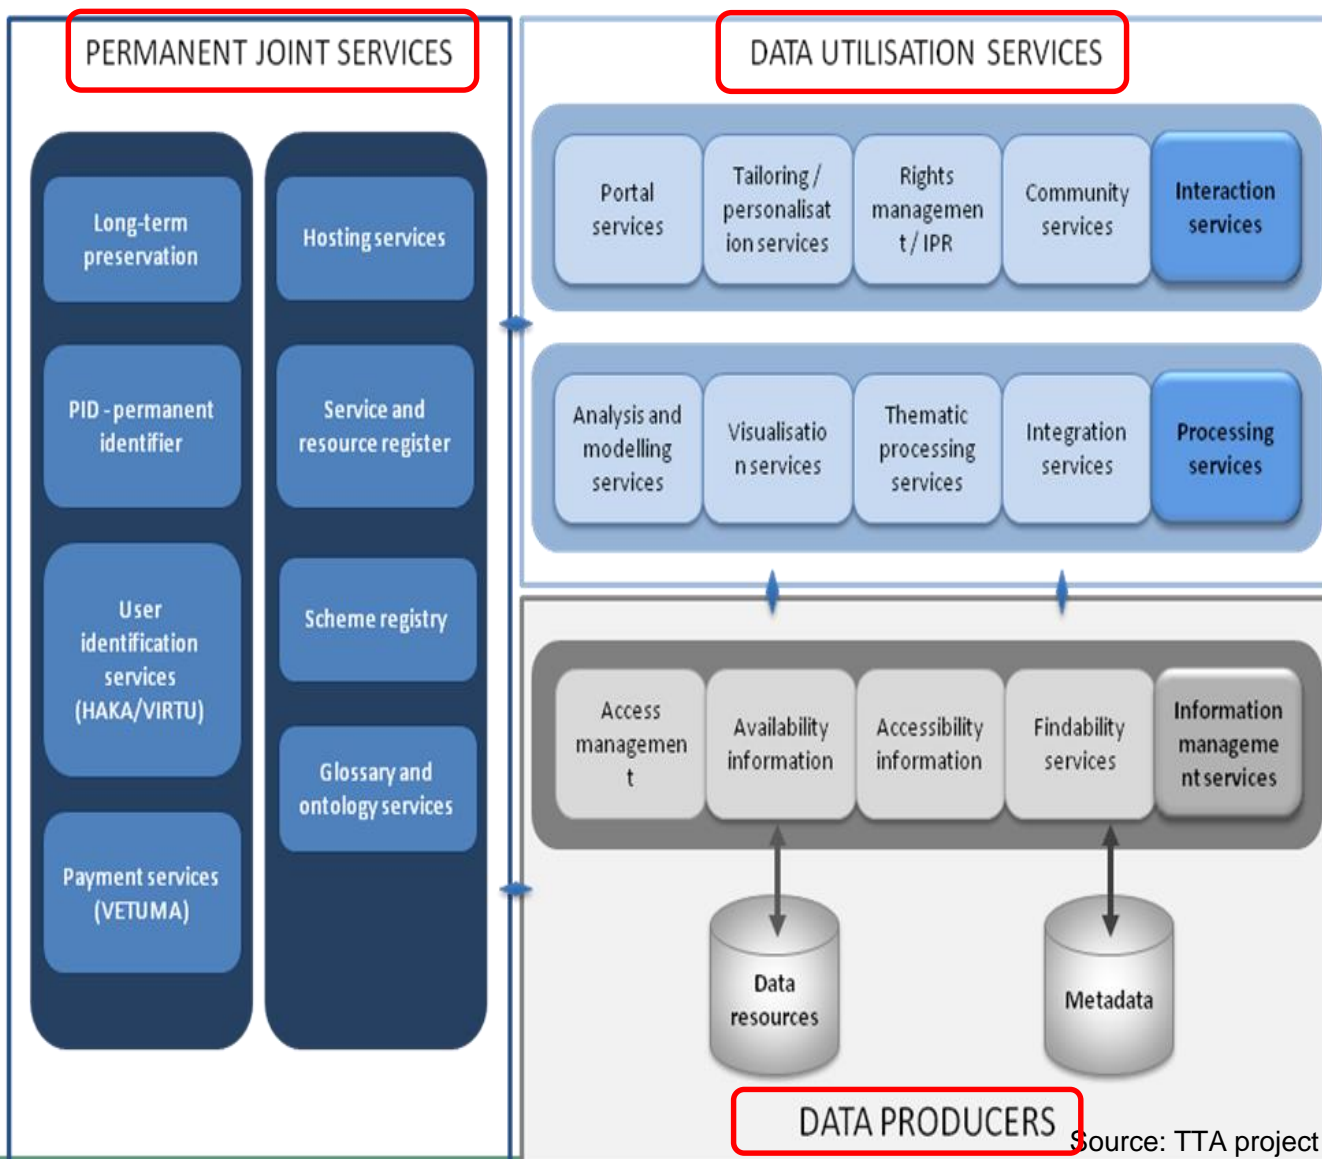 PERMANENT JOINT SERVICES
Long-term
preservation
PID - permanent
identifier
User
identification
services
(HAKA/VIRTU)
Payment services
(VETUMA)
Hosting services
Service and
resource register
Scheme registry
Glossary and
ontology services
DATA UTILISATION SERVICES
Portal
services
Tailoring /
personalisat
ion services
Rights
managemen
t / IPR
Community
services
Interaction
services
Analysis and
modelling
services
Visualisatio
n services
Thematic
processing
services
Integration
services
Processing
services
Access
managemen
t
Availability
information
Accessibility
information
Findability
services
Information
manageme
nt services
Data
resources
Metadata
DATA PRODUCERS
Source: TTA project